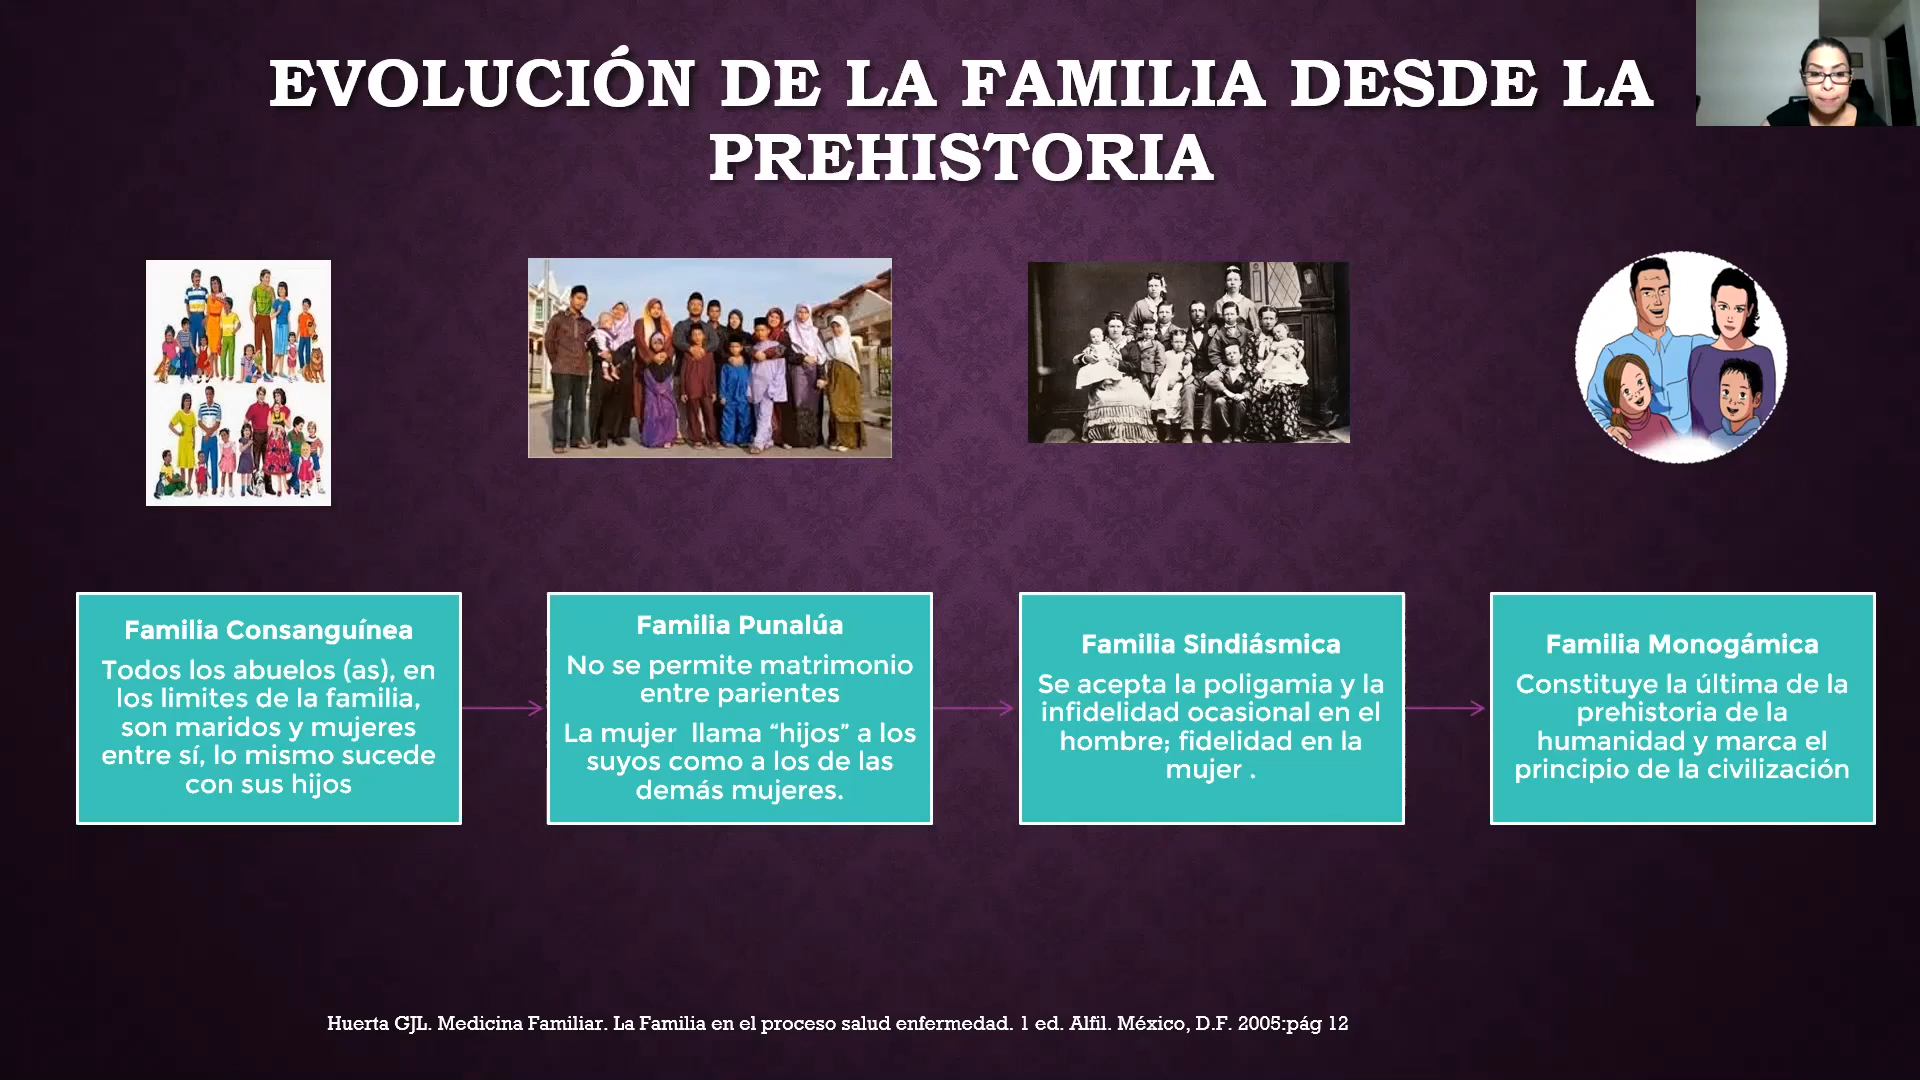 EVOLUCIÓN DE LA FAMILIA DESDE LA
PREHISTORIA
Familia Consanguínea
Todos los abuelos (as), en
los limites de la familia,
son maridos y mujeres
entre sí, lo mismo sucede
con sus hijos
Familia Punalúa
No se permite matrimonio
entre parientes
La mujer llama “hijos” a los
suyos como a los de las
demás mujeres.
Familia Sindiásmica
Se acepta la poligamia y la
infidelidad ocasional en el
hombre; fidelidad en la
mujer .
Familia Monogámica
Constituye la última de la
prehistoria de la
humanidad y marca el
principio de la civilización
Huerta GJL. Medicina Familiar. La Familia en el proceso salud enfermedad. 1 ed. Alfil. México, D.F. 2005:pág 12